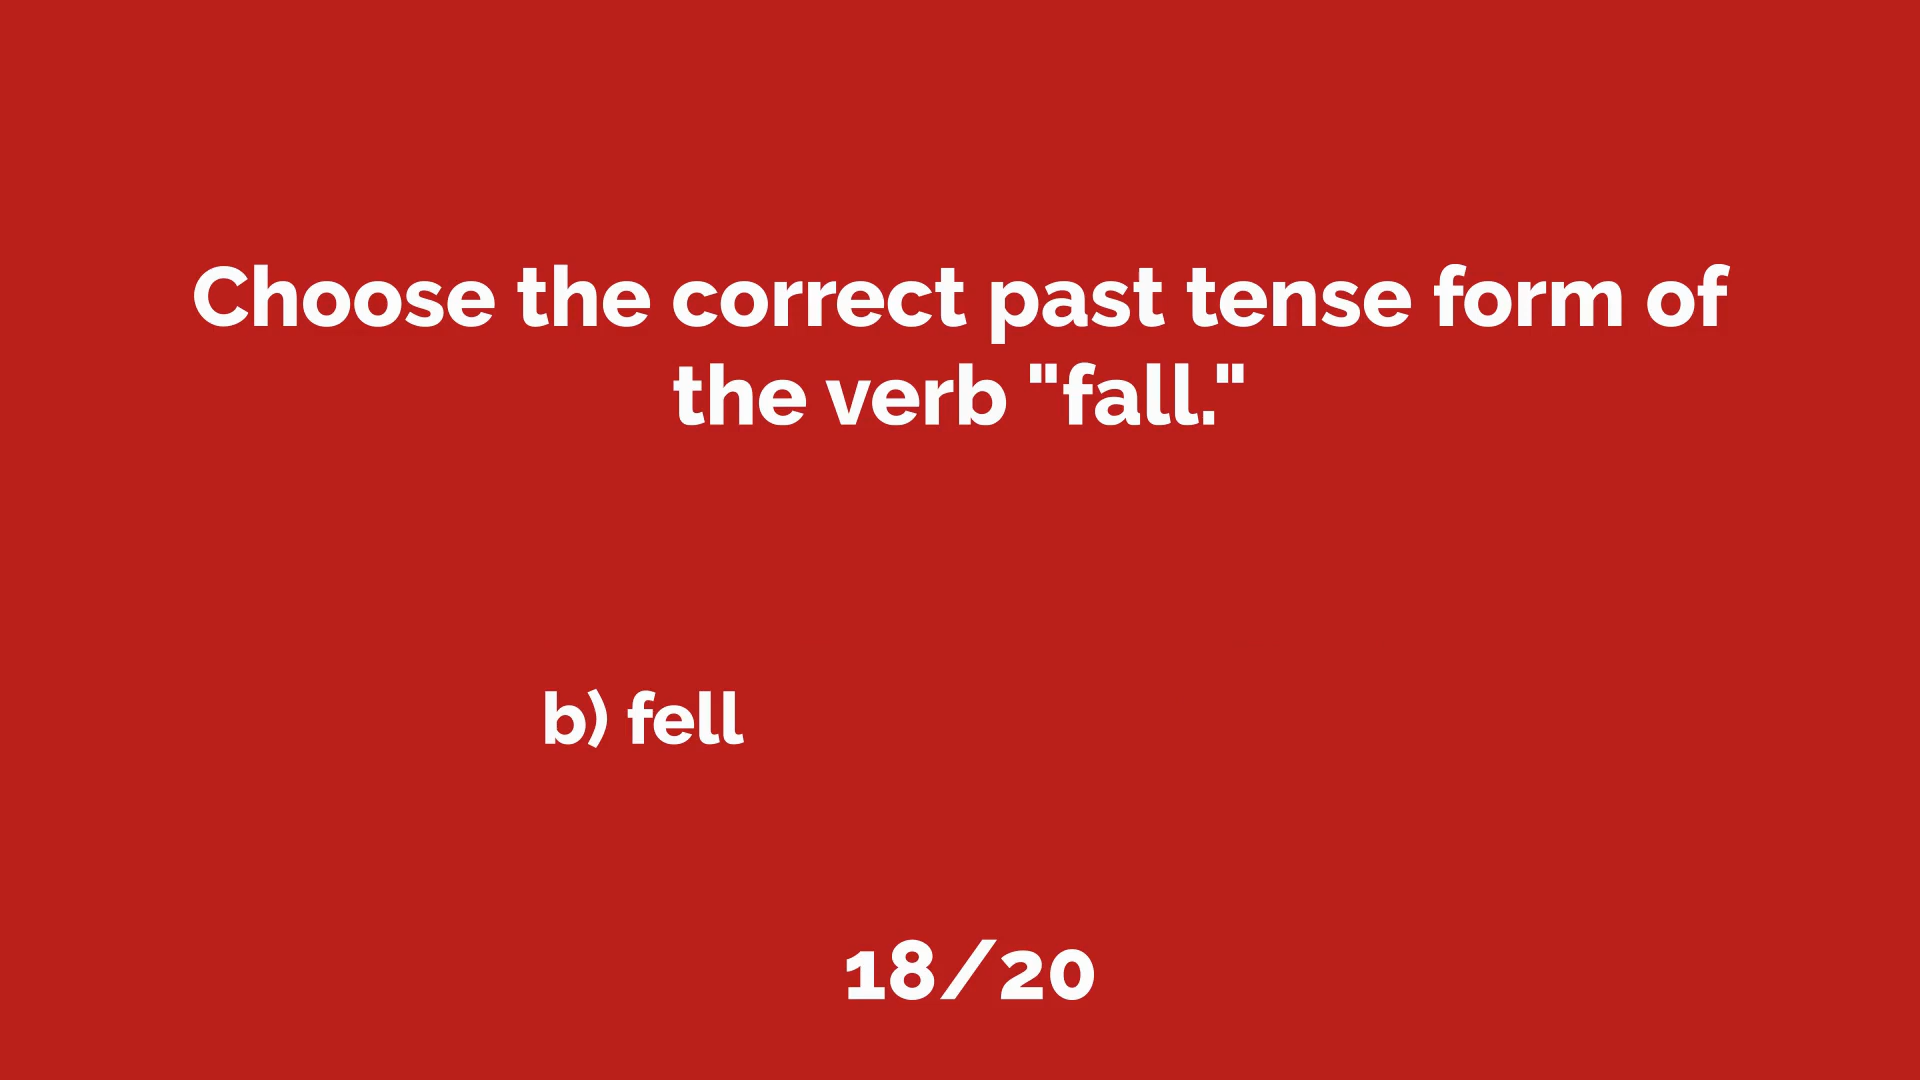 Choose the correct past tense form of
the verb "fall."
b) fell
18/20